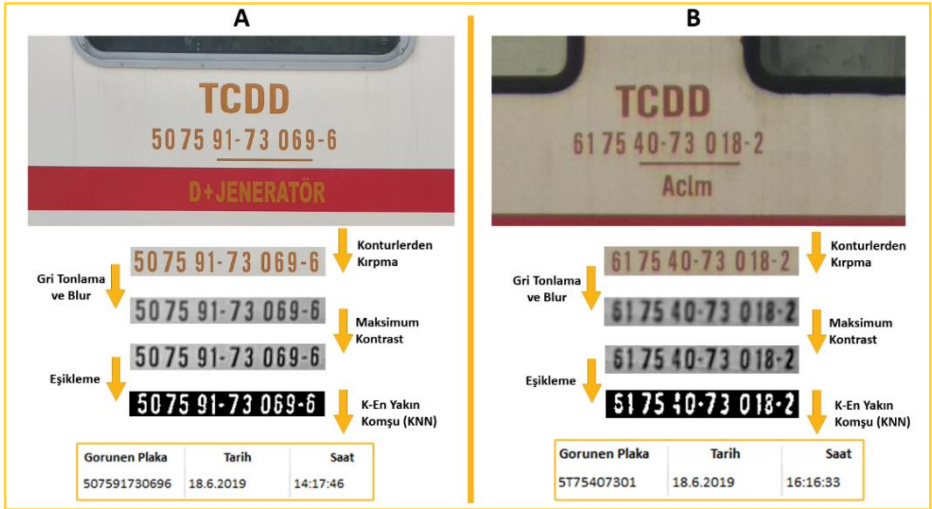 A
TCDD
50 75 91-73 069-6
D+JENERATÖR
Konturlerden
Kırpma
50 75 91-73 069-6
Gri Tonlama
ve Blur
50 75 91-73 069-6
Maksimum
Kontrast
50 75 91-73 069-6
Eşikleme
50 75 91-73 069-6
K-En Yakın
Komşu (KNN)
Gorunen Plaka Tarih Saat
507591730696 18.6.2019 14:17:46
B
TCDD
61 75 40-73 018-2
Aclm
Konturlerden
Kırpma
61 75 40-73 018-2
Gri Tonlama
ve Blur
61 75 40-73 018-2
Maksimum
Kontrast
61 75 40-73 018-2
Eşikleme
61 75 40-73 018-2
K-En Yakın
Komşu (KNN)
Gorunen Plaka Tarih Saat
5T75407301 18.6.2019 16:16:33